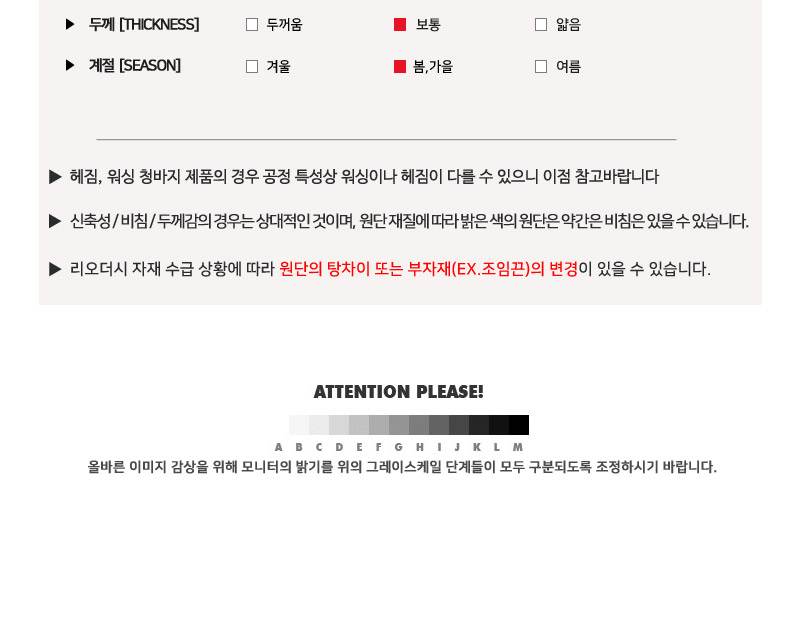 ▶ 두께 [THICKNESS] □ 두꺼움 ■ 보통 □ 얇음
▶ 계절 [SEASON] □ 겨울 ■ 봄,가을 □ 여름
▶ 헤짐, 워싱 청바지 제품의 경우 공정 특성상 워싱이나 헤짐이 다를 수 있으니 이점 참고바랍니다
▶ 신축성 / 비침 / 두께감의 경우는 상대적인 것이며, 원단 재질에 따라 밝은 색의 원단은 약간은 비침은 있을 수 있습니다.
▶ 리오더시 자재 수급 상황에 따라 원단의 탕차이 또는 부자재(EX.조임끈)의 변경이 있을 수 있습니다.
ATTENTION PLEASE!
A B C D E F G H I J K L M
올바른 이미지 감상을 위해 모니터의 밝기를 위의 그레이스케일 단계들이 모두 구분되도록 조정하시기 바랍니다.